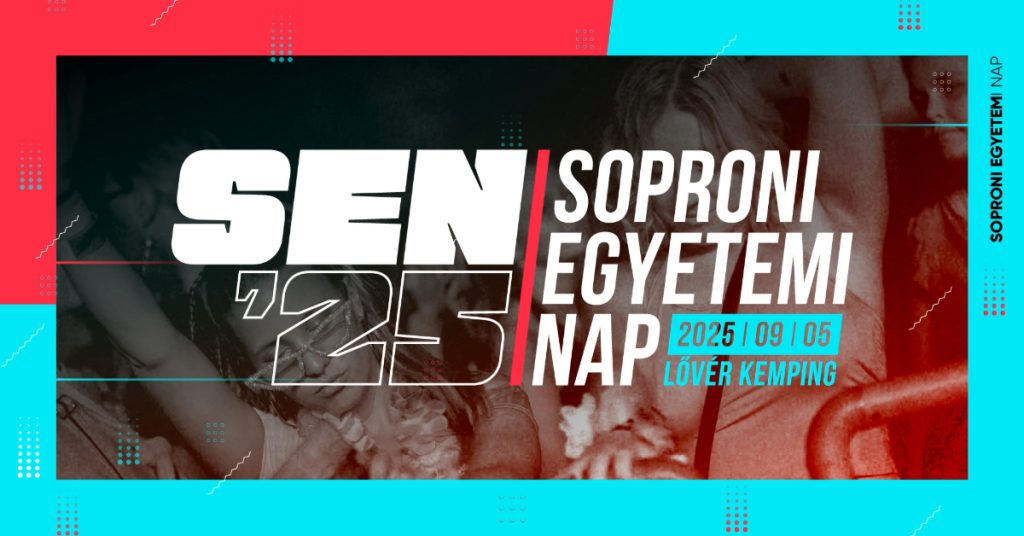 SEN
'25
SOPRONI
EGYETEMI
NAP
2025 | 09 | 05
LŐVÉR KEMPING
SOPRONI EGYETEMI NAP